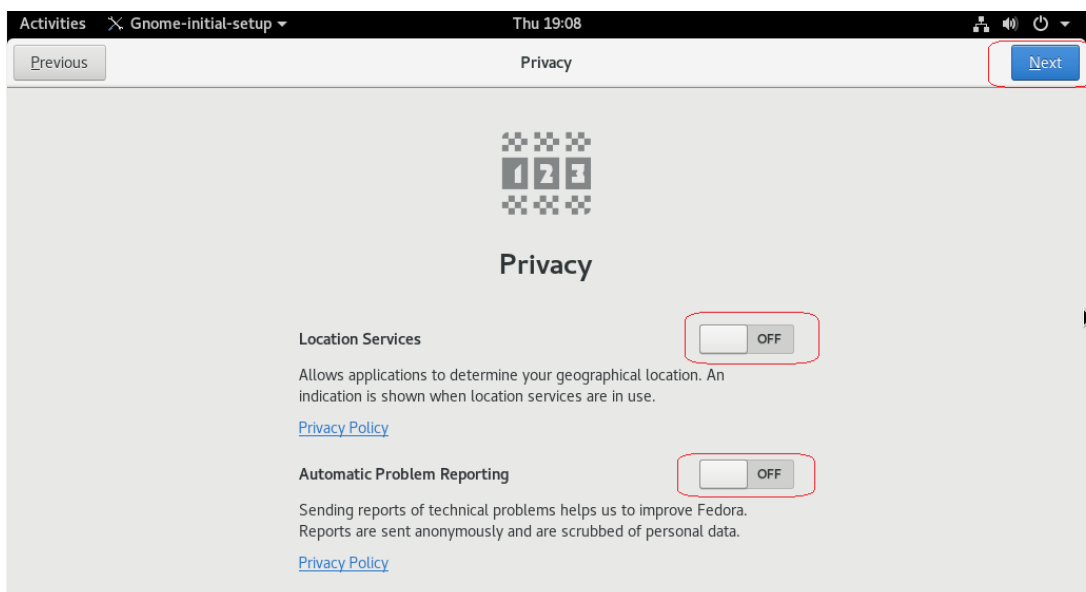 Activities Gnome-initial-setup Thu 19:08
Previous Privacy Next
1 2 3
Privacy
Location Services OFF
Allows applications to determine your geographical location. An
indication is shown when location services are in use.
Privacy Policy
Automatic Problem Reporting OFF
Sending reports of technical problems helps us to improve Fedora.
Reports are sent anonymously and are scrubbed of personal data.
Privacy Policy